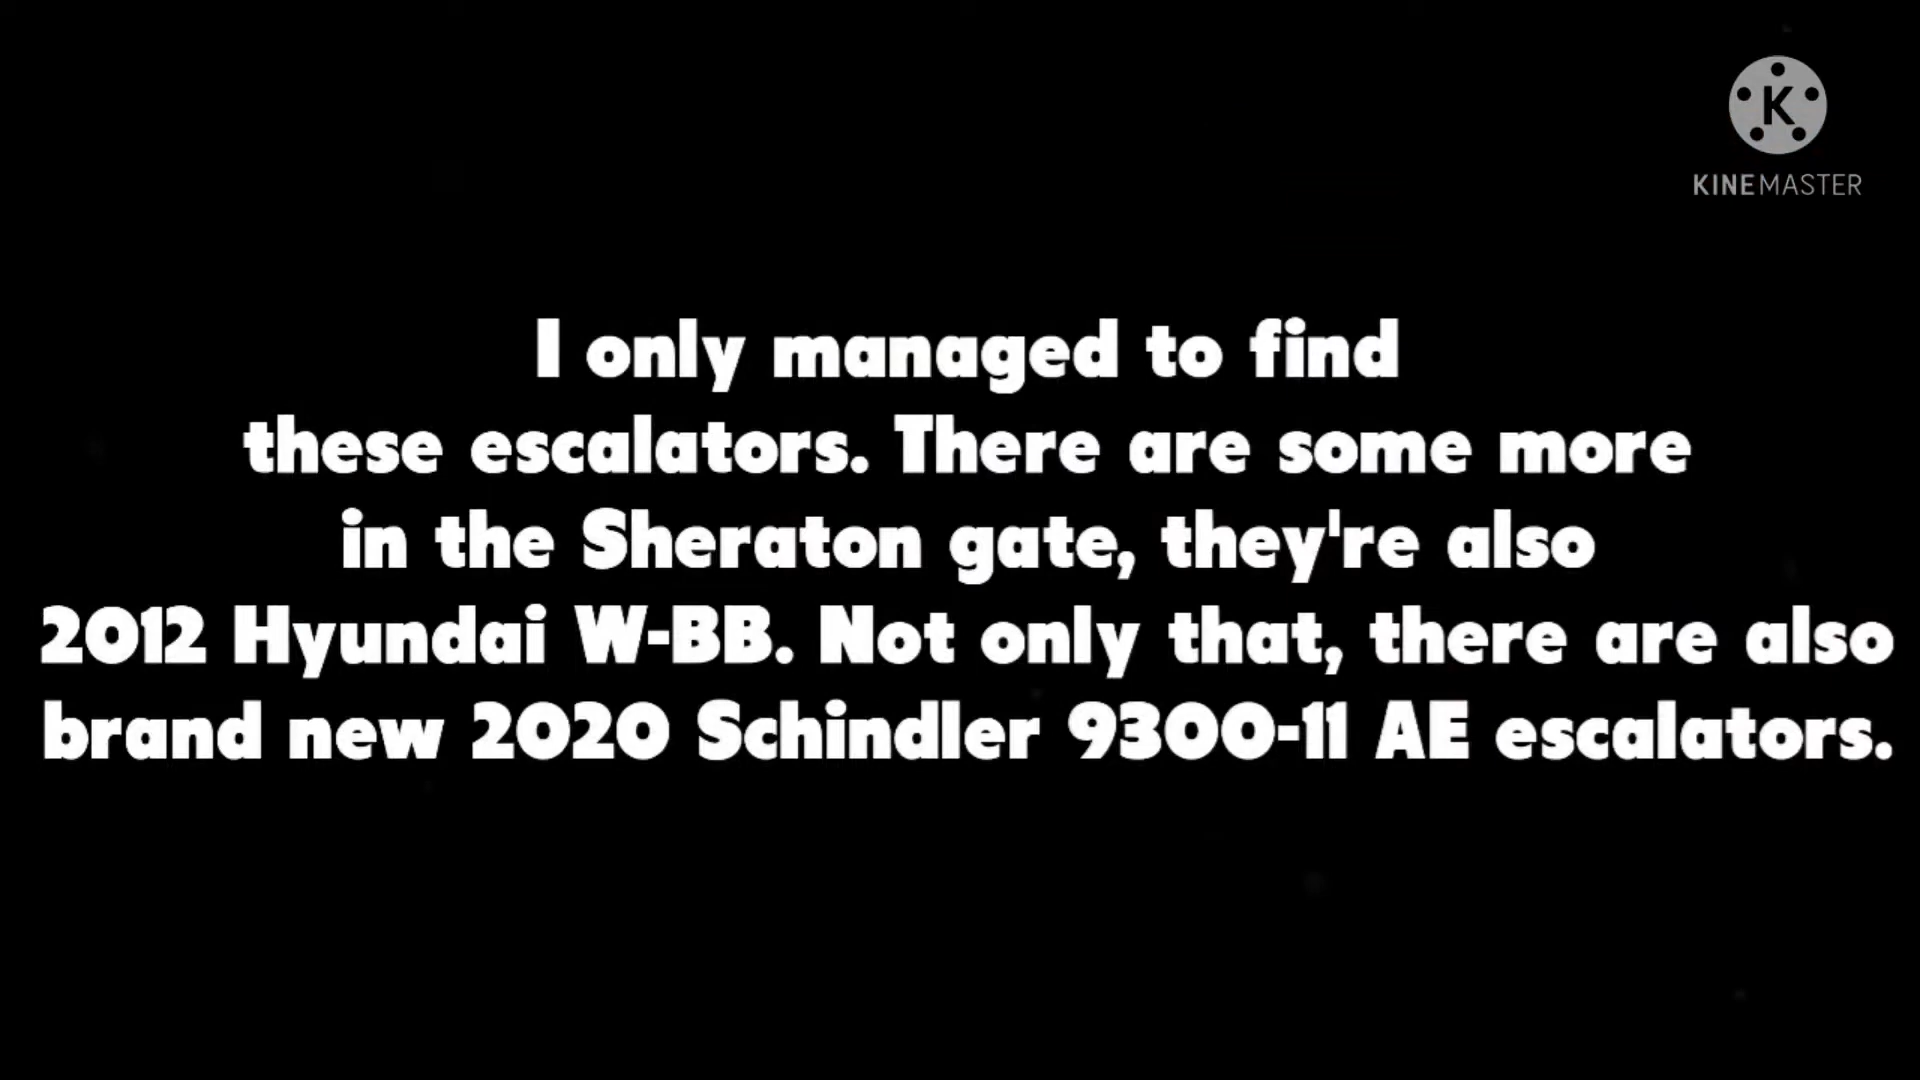 K
KINEMASTER
I only managed to find
these escalators. There are some more
in the Sheraton gate, they're also
2012 Hyundai W-BB. Not only that, there are also
brand new 2020 Schindler 9300-11 AE escalators.